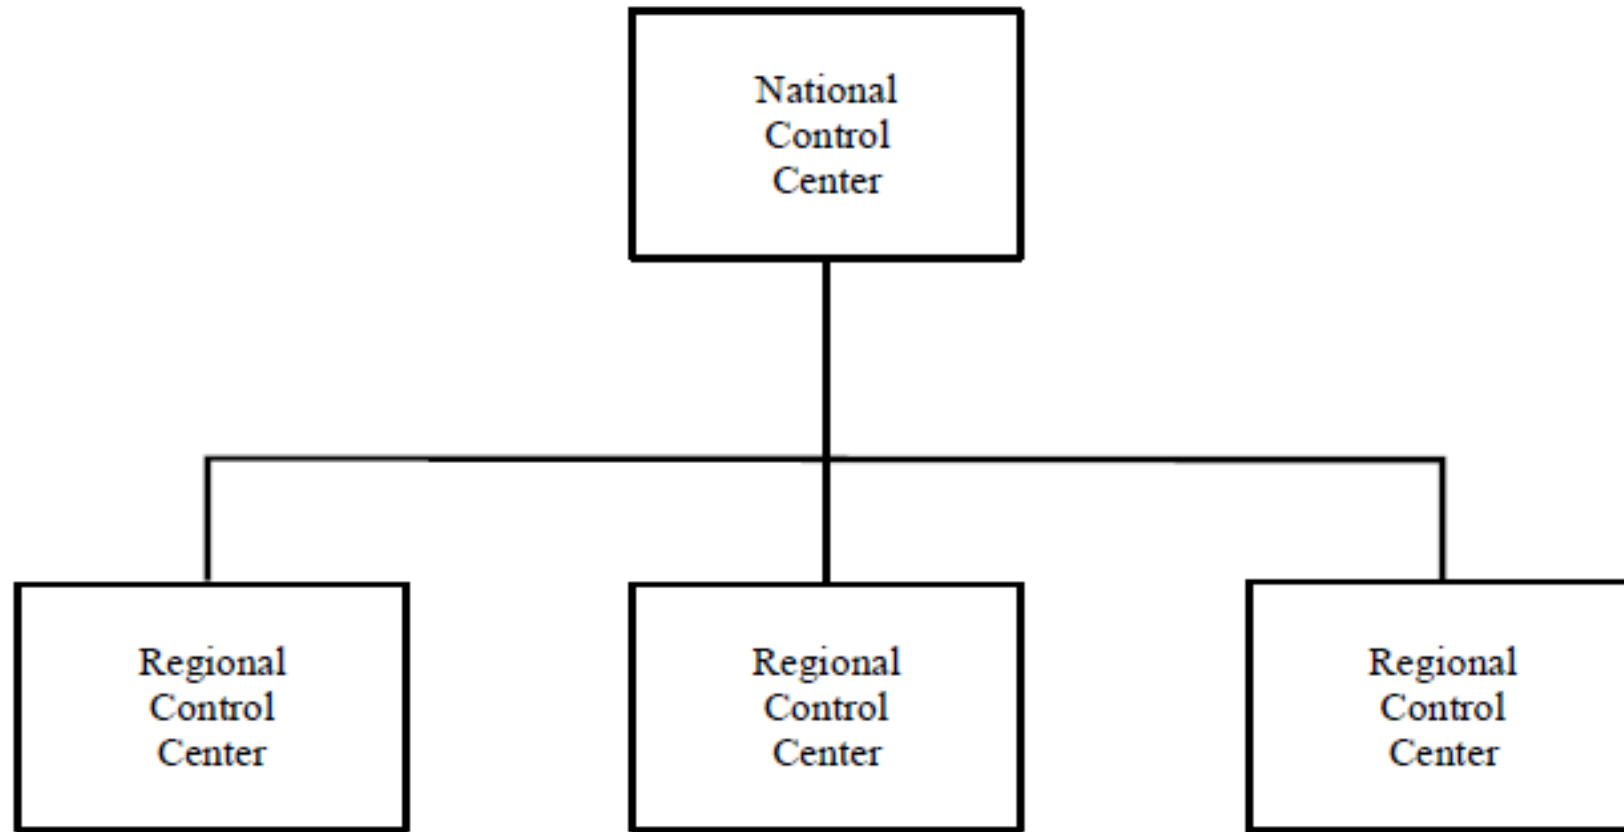 National
Control
Center
Regional
Control
Center
Regional
Control
Center
Regional
Control
Center